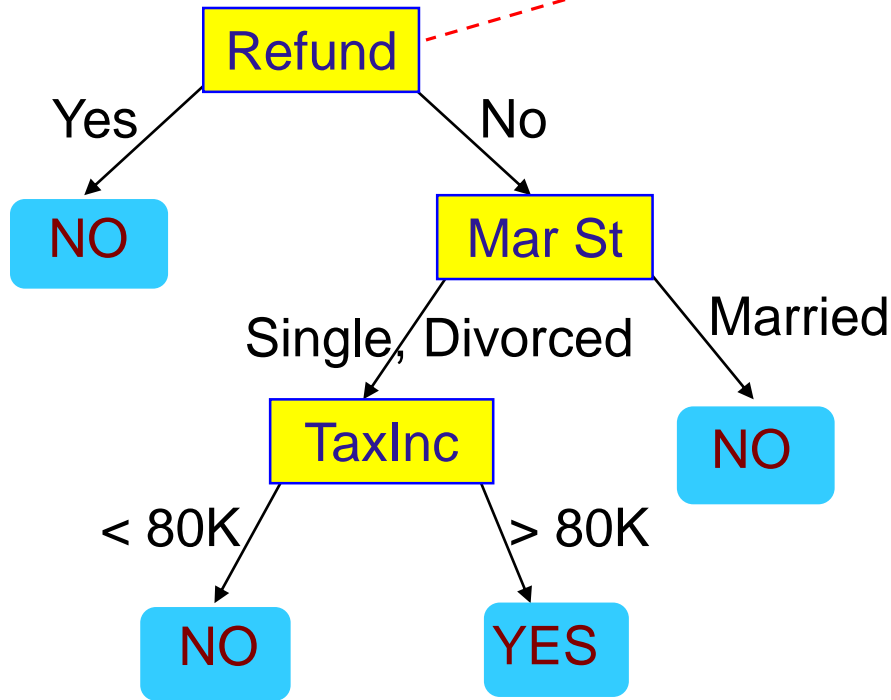 Refund
Yes
No
NO
Mar St
Single, Divorced
Married
TaxInc
NO
< 80K
> 80K
NO
YES